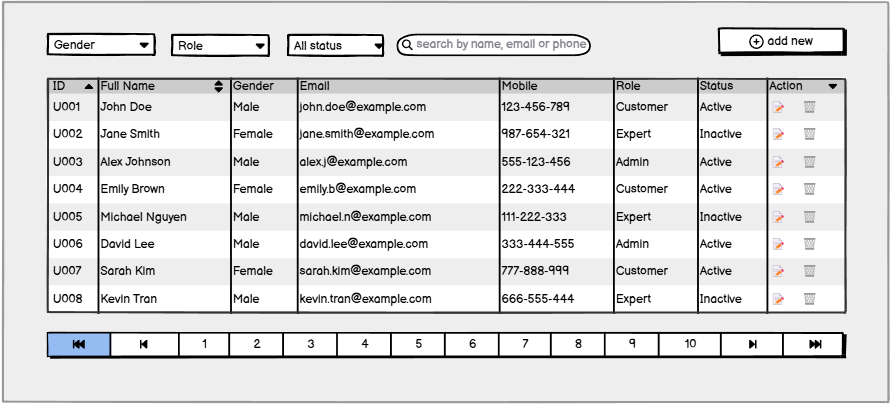 Gender Role All status search by name, email or phone add new
ID Full Name Gender Email Mobile Role Status Action
U001 John Doe Male john.doe@example.com 123-456-789 Customer Active
U002 Jane Smith Female jane.smith@example.com 987-654-321 Expert Inactive
U003 Alex Johnson Male alex.j@example.com 555-123-456 Admin Active
U004 Emily Brown Female emily.b@example.com 222-333-444 Customer Active
U005 Michael Nguyen Male michael.n@example.com 111-222-333 Expert Inactive
U006 David Lee Male david.lee@example.com 333-444-555 Admin Active
U007 Sarah Kim Female sarah.kim@example.com 777-888-999 Customer Active
U008 Kevin Tran Male kevin.tran@example.com 666-555-444 Expert Inactive
1 2 3 4 5 6 7 8 9 10